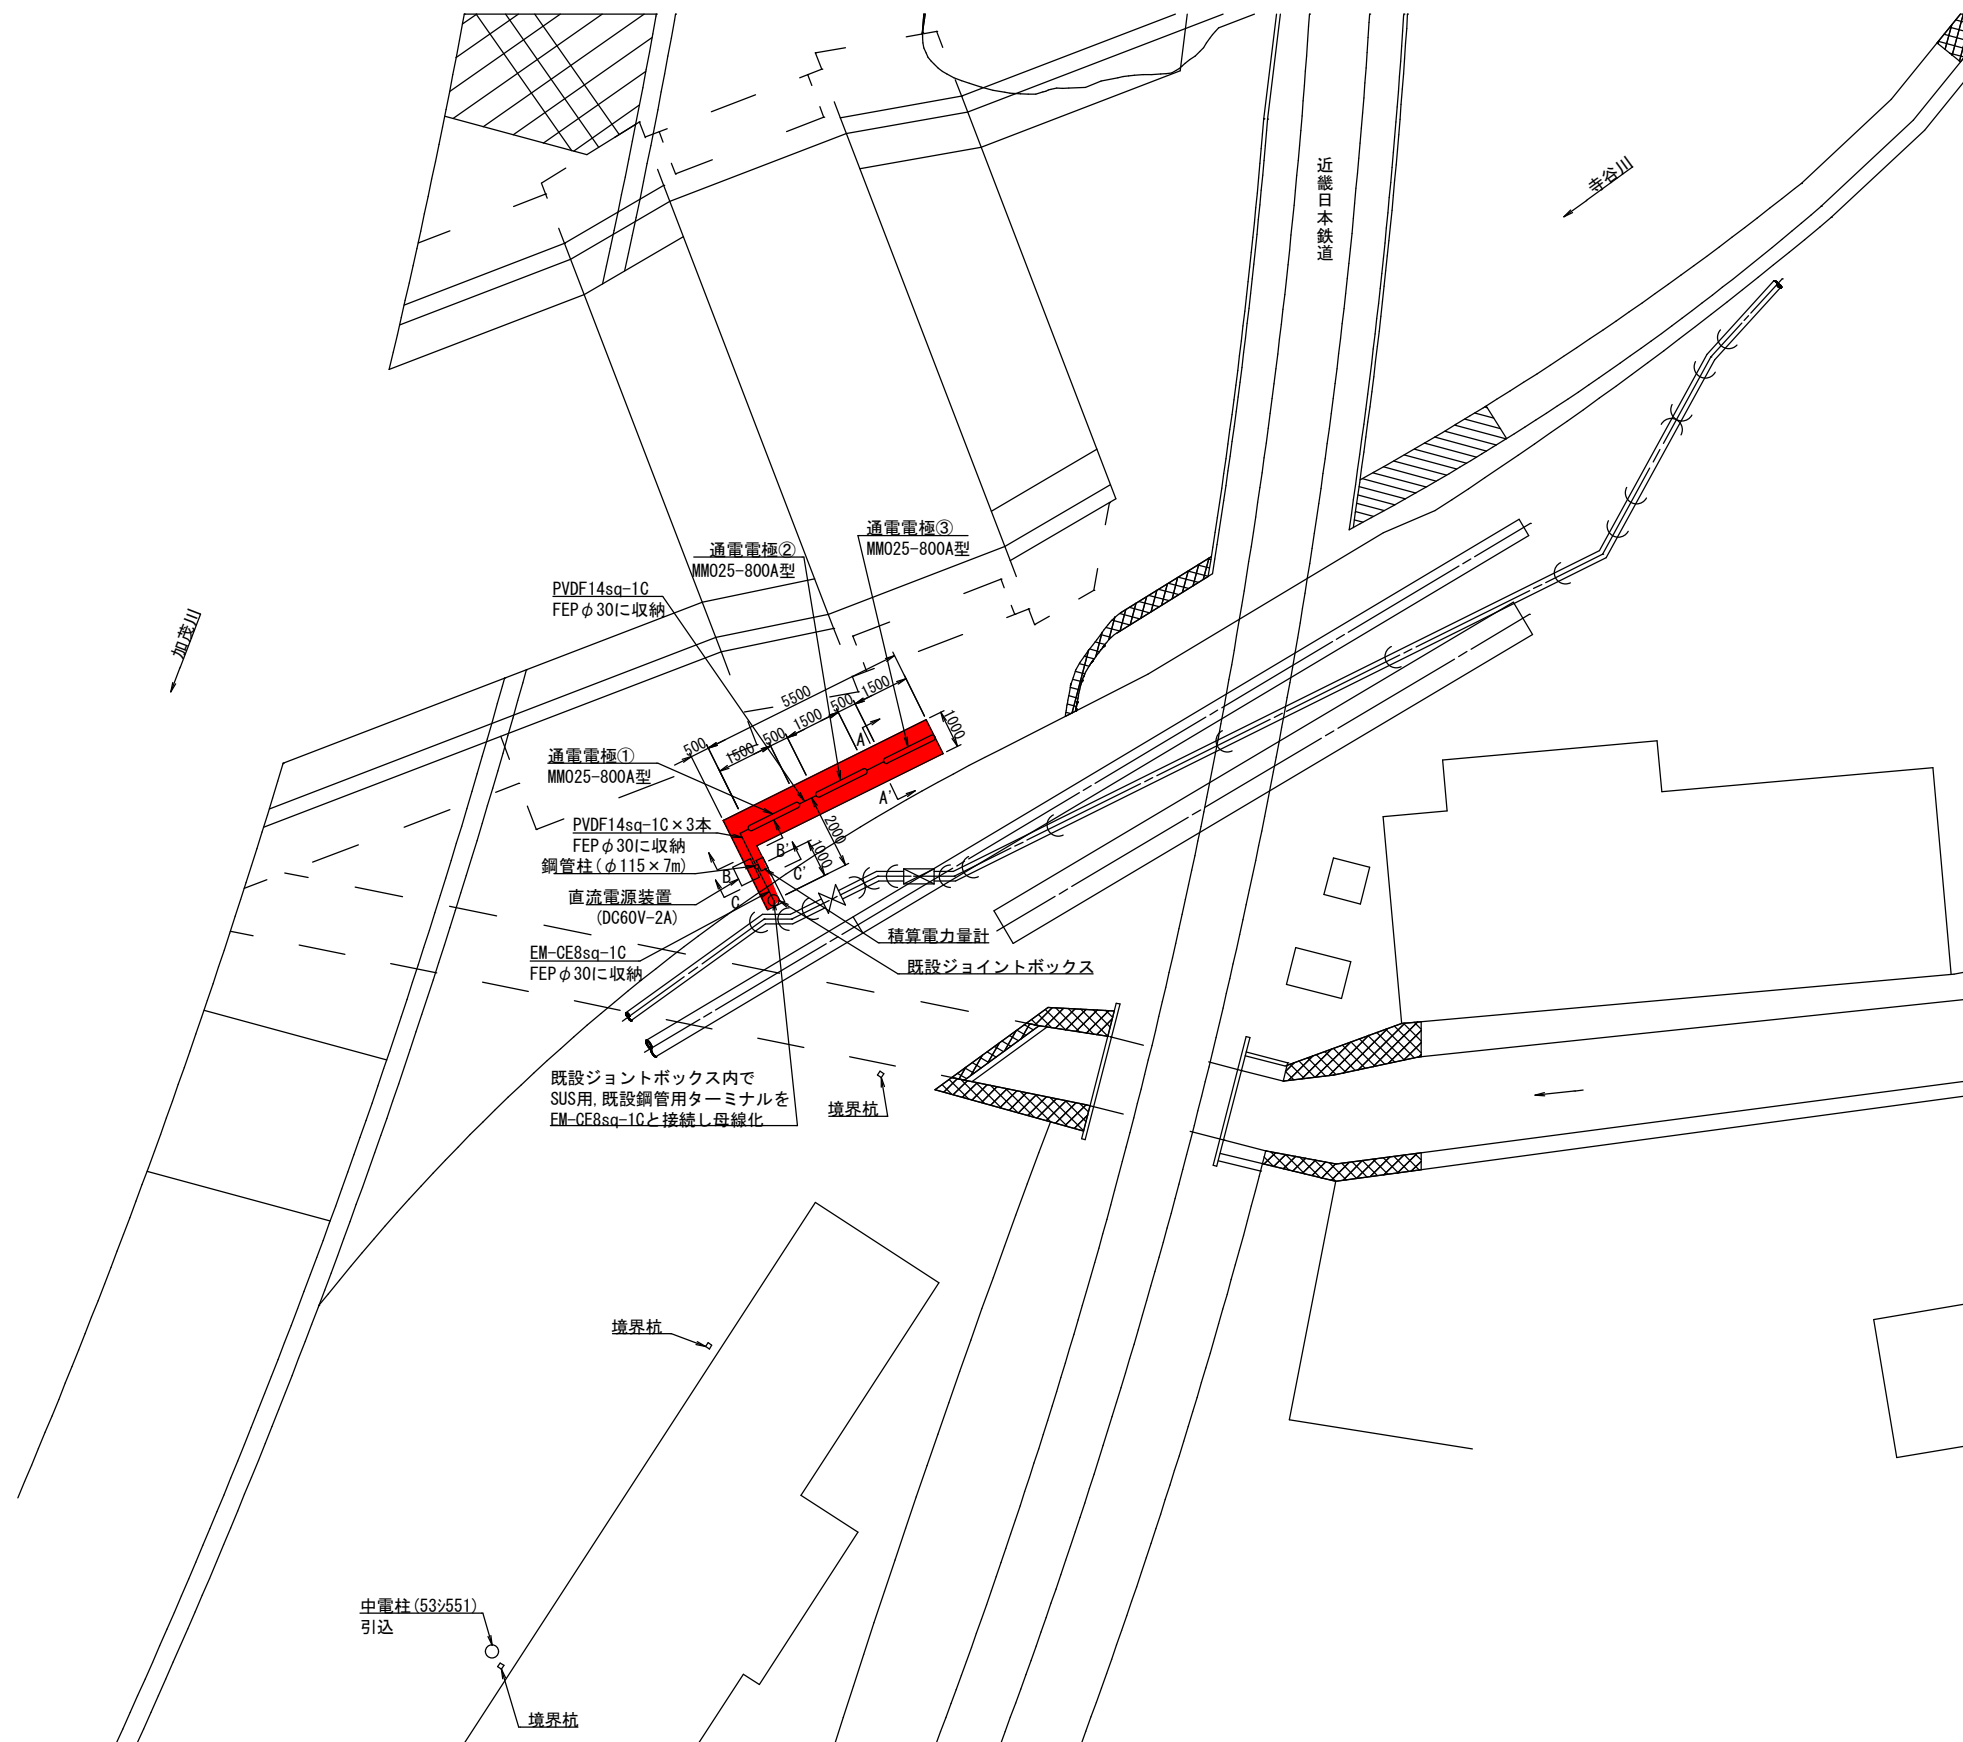 近畿日本鉄道
寺谷川
加茂川
通電電極③
MMO25-800A型
通電電極②
MMO25-800A型
PVDF14sq-1C
FEPφ30に収納
5500
1500
500
1500
500
1500
500
1000
A
A'
通電電極①
MMO25-800A型
PVDF14sq-1C×3本
FEPφ30に収納
鋼管柱(φ115×7m)
2000
1000
B'
C'
B
C
直流電源装置
(DC60V-2A)
EM-CE8sq-1C
FEPφ30に収納
積算電力量計
既設ジョイントボックス
既設ジョントボックス内で
SUS用,既設鋼管用ターミナルを
EM-CE8sq-1Cと接続し母線化
境界杭
境界杭
中電柱(53ｼ551)
引込
境界杭